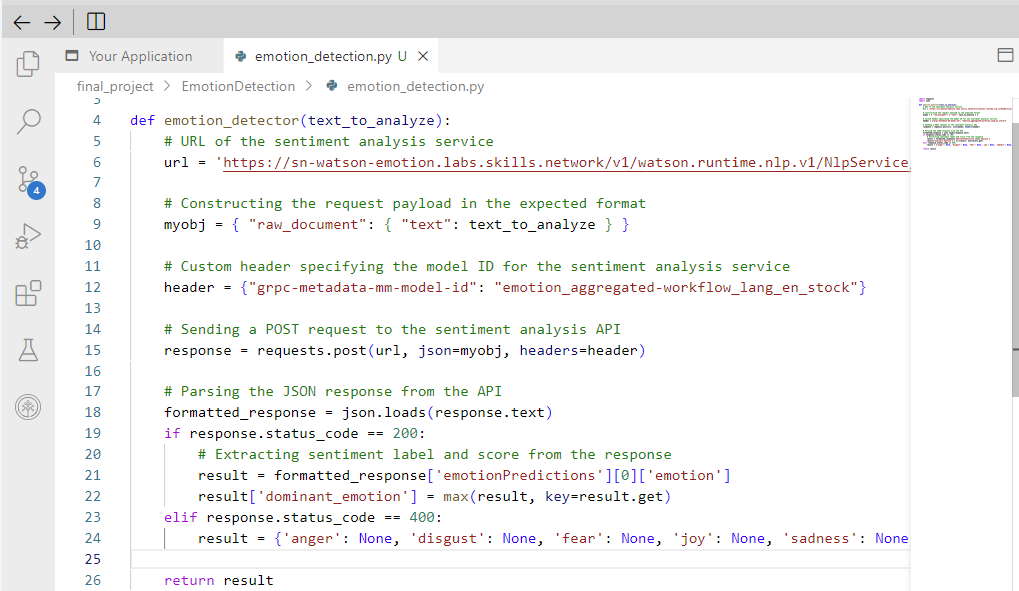 Your Application
emotion_detection.py U
final_project > EmotionDetection > emotion_detection.py
3
4 def emotion_detector(text_to_analyze):
5 # URL of the sentiment analysis service
6 url = 'https://sn-watson-emotion.labs.skills.network/v1/watson.runtime.nlp.v1/NlpService
7
8 # Constructing the request payload in the expected format
9 myobj = { "raw_document": { "text": text_to_analyze } }
10
11 # Custom header specifying the model ID for the sentiment analysis service
12 header = {"grpc-metadata-mm-model-id": "emotion_aggregated-workflow_lang_en_stock"}
13
14 # Sending a POST request to the sentiment analysis API
15 response = requests.post(url, json=myobj, headers=header)
16
17 # Parsing the JSON response from the API
18 formatted_response = json.loads(response.text)
19 if response.status_code == 200:
20 # Extracting sentiment label and score from the response
21 result = formatted_response['emotionPredictions'][0]['emotion']
22 result['dominant_emotion'] = max(result, key=result.get)
23 elif response.status_code == 400:
24 result = {'anger': None, 'disgust': None, 'fear': None, 'joy': None, 'sadness': None
25
26 return result
4